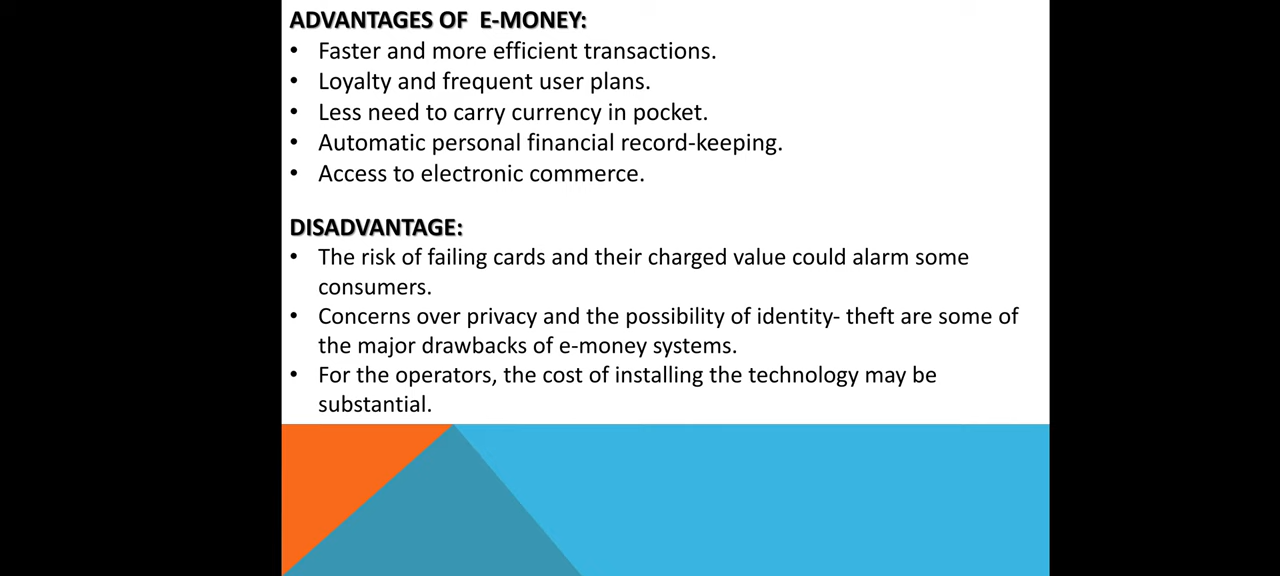 ADVANTAGES OF E-MONEY:
• Faster and more efficient transactions.
• Loyalty and frequent user plans.
• Less need to carry currency in pocket.
• Automatic personal financial record-keeping.
• Access to electronic commerce.
DISADVANTAGE:
• The risk of failing cards and their charged value could alarm some
consumers.
• Concerns over privacy and the possibility of identity- theft are some of
the major drawbacks of e-money systems.
• For the operators, the cost of installing the technology may be
substantial.